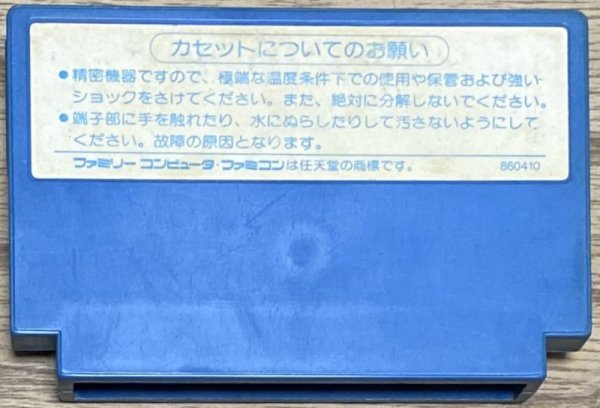 カセットについてのお願い
●精密機器ですので、極端な温度条件下での使用や保管および強いショックをさけてください。また、絶対に分解しないでください。
●端子部に手を触れたり、水にぬらしたりして汚さないようにしてください。故障の原因となります。
ファミリーコンピュータ・ファミコンは任天堂の商標です。 860410